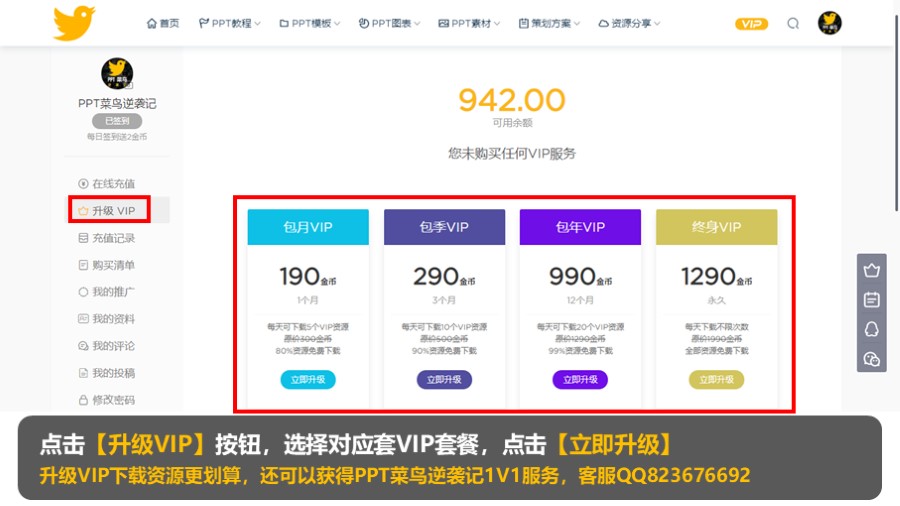 首页 PPT教程 PPT模板 PPT图表 PPT素材 策划方案 资源分享 VIP
PPT菜鸟逆袭记
已签到
每日签到送2金币
在线充值
升级 VIP
充值记录
购买清单
我的推广
我的资料
我的评论
我的投稿
修改密码
942.00
可用余额
您未购买任何VIP服务
包月VIP
190金币
1个月
每天可下载5个VIP资源
原价300金币
80%资源免费下载
立即升级
包季VIP
290金币
3个月
每天可下载10个VIP资源
原价500金币
90%资源免费下载
立即升级
包年VIP
990金币
12个月
每天可下载20个VIP资源
原价1290金币
99%资源免费下载
立即升级
终身VIP
1290金币
永久
每天下载不限次数
原价1990金币
全部资源免费下载
立即升级
点击【升级VIP】按钮，选择对应套VIP套餐，点击【立即升级】
升级VIP下载资源更划算，还可以获得PPT菜鸟逆袭记1V1服务，客服QQ823676692